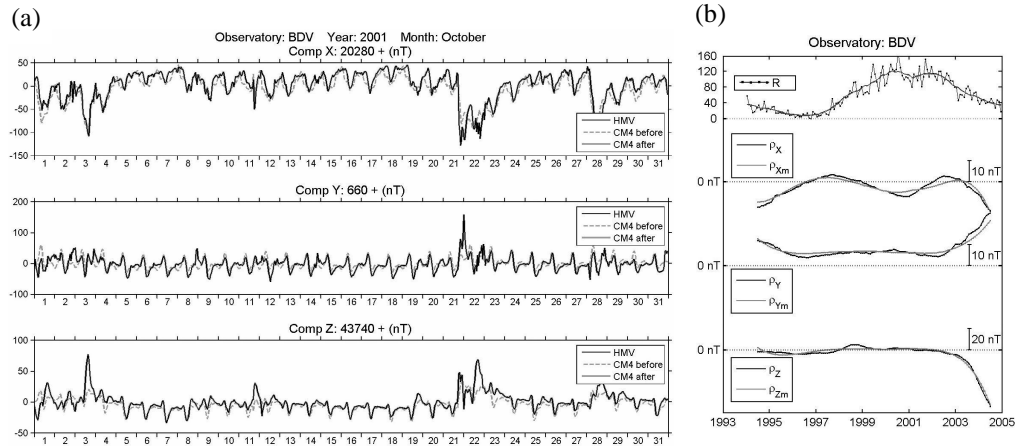 (a)
Observatory: BDV Year: 2001 Month: October
Comp X: 20280 + (nT)
50
0
-50
-100
-150
HMV
CM4 before
CM4 after
1 2 3 4 5 6 7 8 9 10 11 12 13 14 15 16 17 18 19 20 21 22 23 24 25 26 27 28 29 30 31
Comp Y: 660 + (nT)
200
100
0
-100
HMV
CM4 before
CM4 after
1 2 3 4 5 6 7 8 9 10 11 12 13 14 15 16 17 18 19 20 21 22 23 24 25 26 27 28 29 30 31
Comp Z: 43740 + (nT)
100
50
0
-50
HMV
CM4 before
CM4 after
1 2 3 4 5 6 7 8 9 10 11 12 13 14 15 16 17 18 19 20 21 22 23 24 25 26 27 28 29 30 31
(b)
Observatory: BDV
160
120
80
40
0
R
ρX
ρXm
10 nT
0 nT
10 nT
0 nT
ρY
ρYm
20 nT
0 nT
ρZ
ρZm
1993 1995 1997 1999 2001 2003 2005